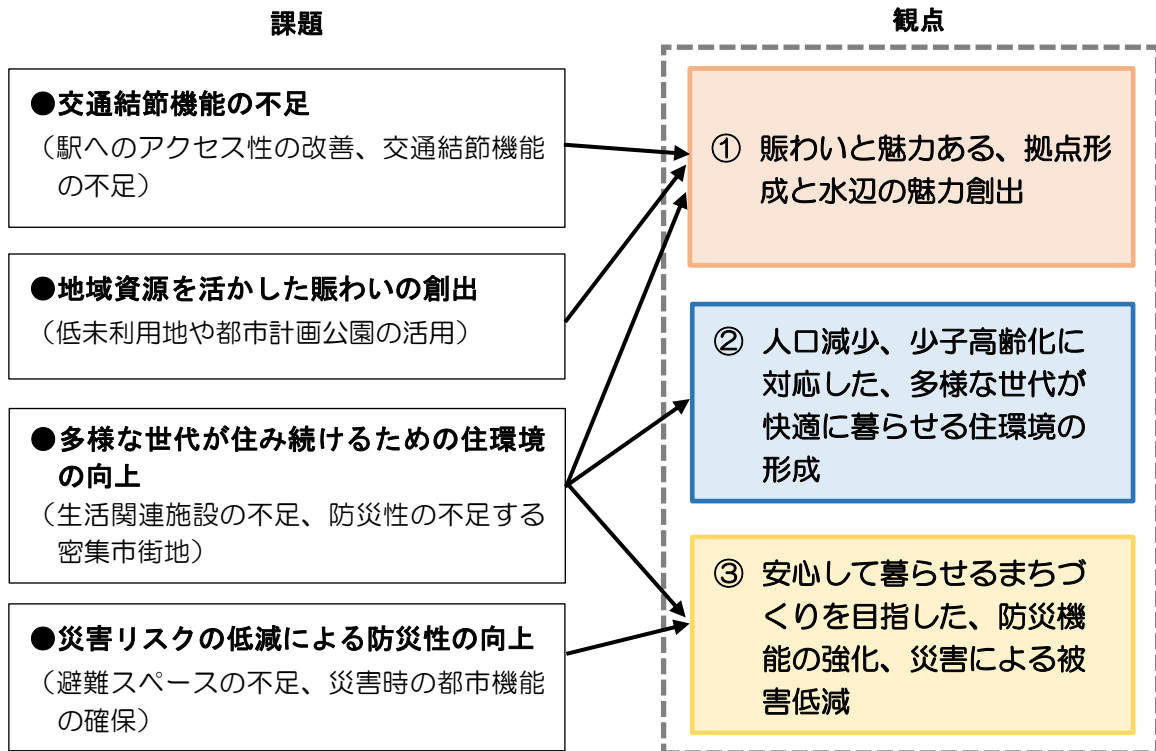 課題
●交通結節機能の不足
（駅へのアクセス性の改善、交通結節機能
の不足）
●地域資源を活かした賑わいの創出
（低未利用地や都市計画公園の活用）
●多様な世代が住み続けるための住環境
の向上
（生活関連施設の不足、防災性の不足する
密集市街地）
●災害リスクの低減による防災性の向上
（避難スペースの不足、災害時の都市機能
の確保）
観点
① 賑わいと魅力ある、拠点形
成と水辺の魅力創出
② 人口減少、少子高齢化に
対応した、多様な世代が
快適に暮らせる住環境の
形成
③ 安心して暮らせるまちづ
くりを目指した、防災機
能の強化、災害による被
害低減